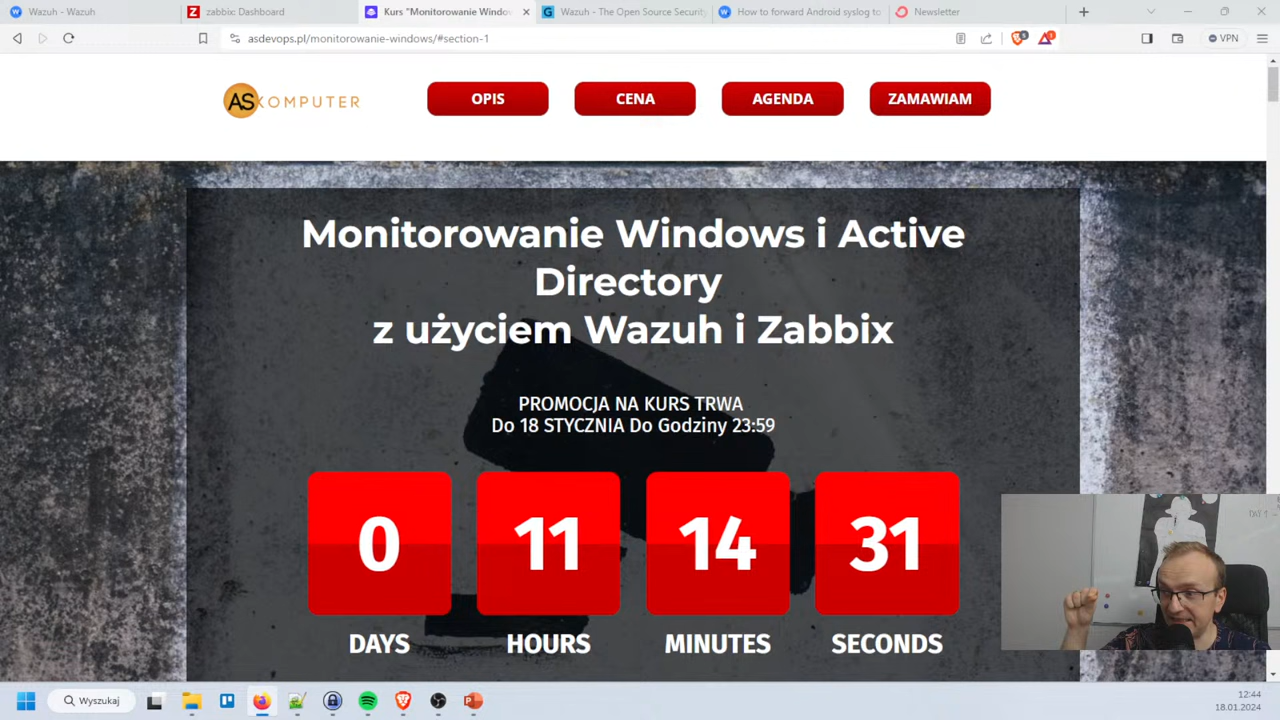 Wazuh - Wazuh
zabbix: Dashboard
Kurs "Monitorowanie Window
Wazuh - The Open Source Security
How to forward Android syslog to
Newsletter
asdevops.pl/monitorowanie-windows/#section-1
VPN
AS KOMPUTER
OPIS
CENA
AGENDA
ZAMAWIAM
Monitorowanie Windows i Active
Directory
z użyciem Wazuh i Zabbix
PROMOCJA NA KURS TRWA
Do 18 STYCZNIA Do Godziny 23:59
0
11
14
31
DAYS
HOURS
MINUTES
SECONDS
Wyszukaj
12:44
18.01.2024